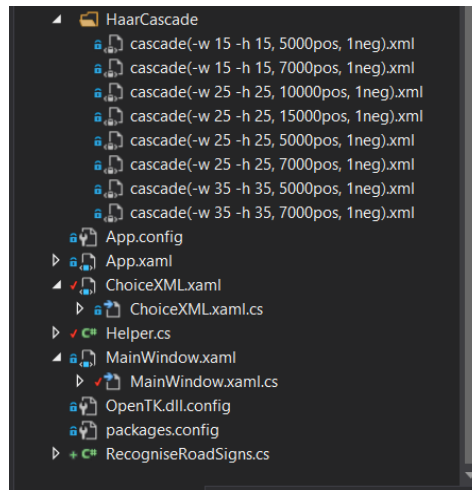 HaarCascade
cascade(-w 15 -h 15, 5000pos, 1neg).xml
cascade(-w 15 -h 15, 7000pos, 1neg).xml
cascade(-w 25 -h 25, 10000pos, 1neg).xml
cascade(-w 25 -h 25, 15000pos, 1neg).xml
cascade(-w 25 -h 25, 5000pos, 1neg).xml
cascade(-w 25 -h 25, 7000pos, 1neg).xml
cascade(-w 35 -h 35, 5000pos, 1neg).xml
cascade(-w 35 -h 35, 7000pos, 1neg).xml
App.config
App.xaml
ChoiceXML.xaml
ChoiceXML.xaml.cs
C# Helper.cs
MainWindow.xaml
MainWindow.xaml.cs
OpenTK.dll.config
packages.config
+ C# RecogniseRoadSigns.cs